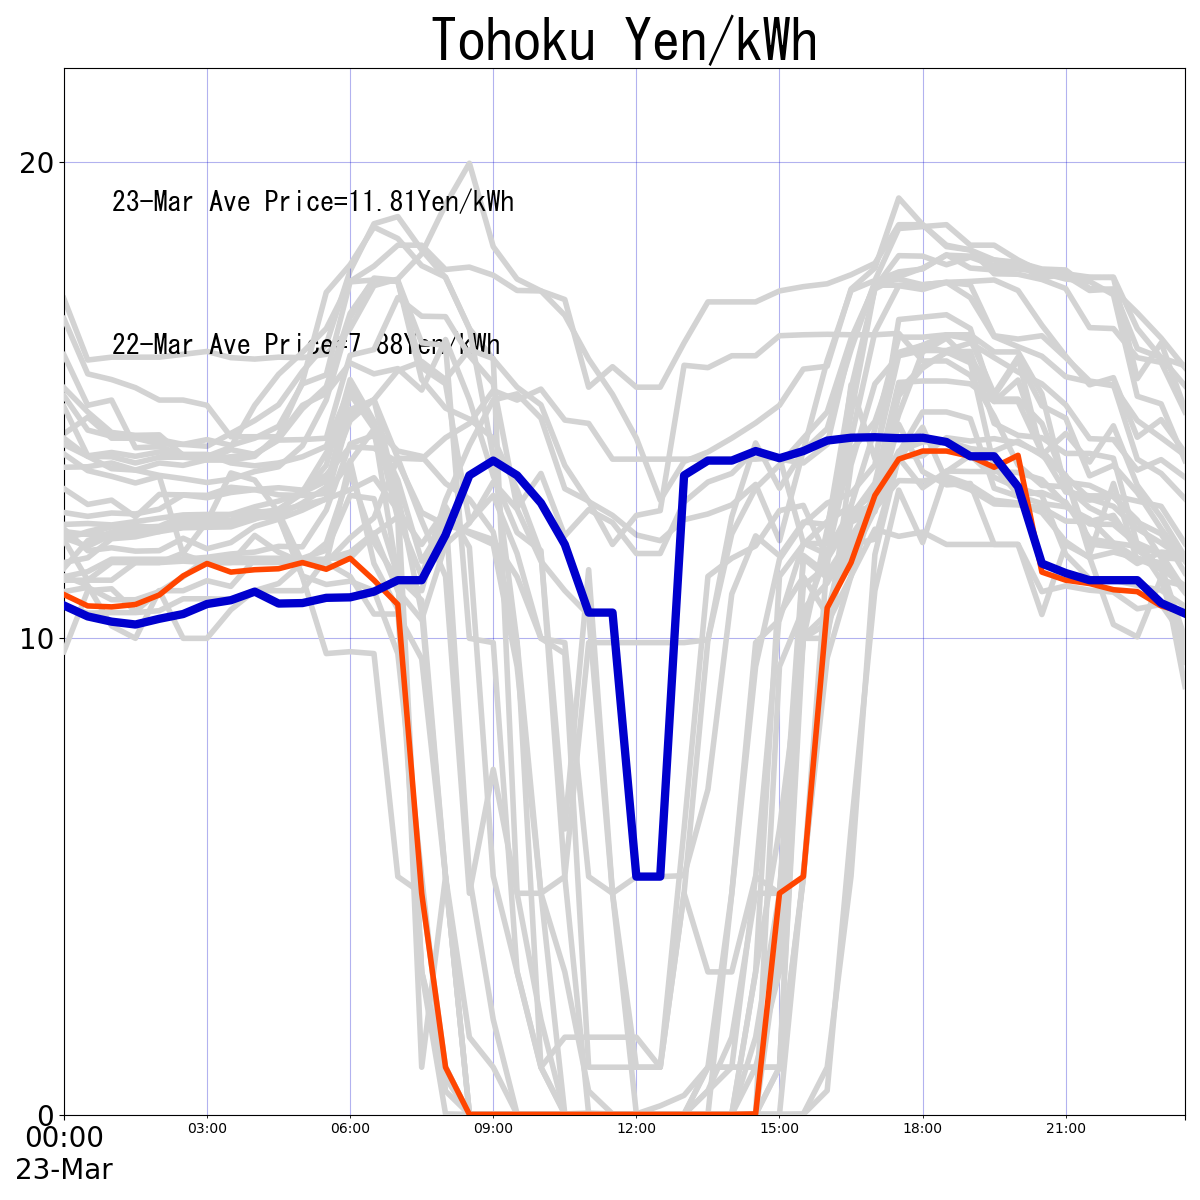 Tohoku Yen/kWh
20
23-Mar Ave Price=11.81Yen/kWh
22-Mar Ave Price=7.88Yen/kWh
10
0
00:00 03:00 06:00 09:00 12:00 15:00 18:00 21:00
23-Mar